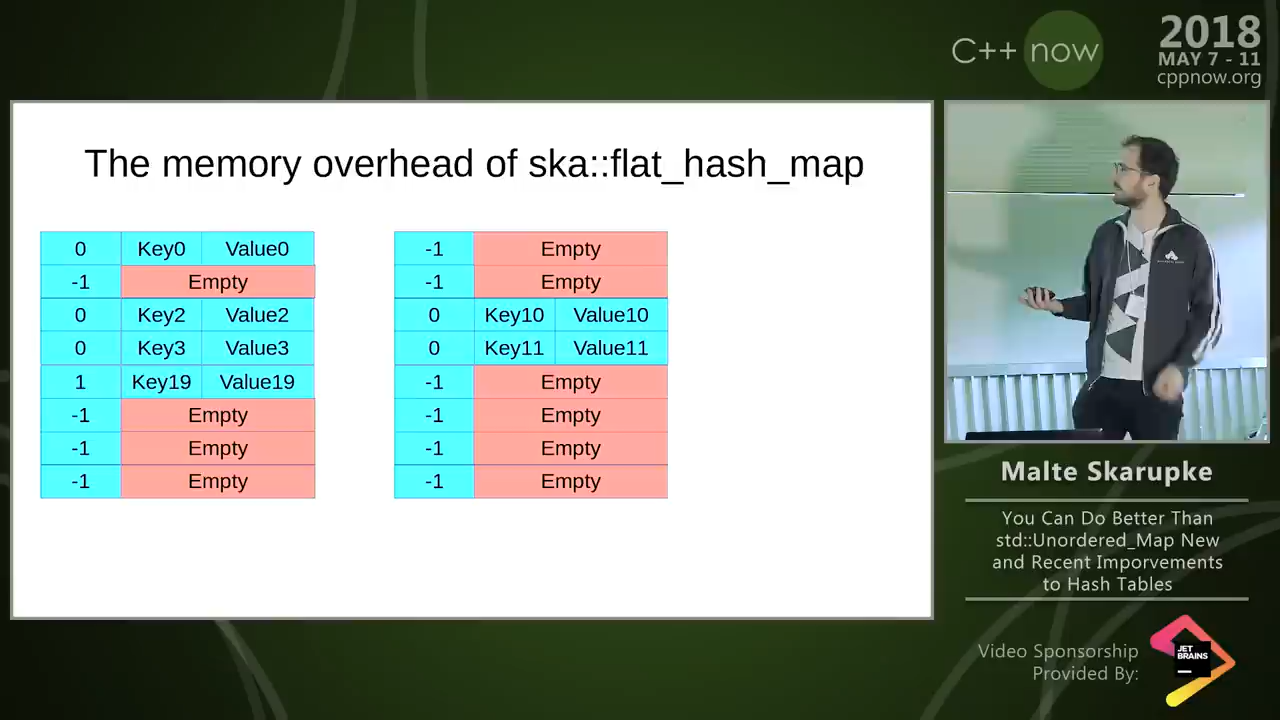 C++ now
2018
MAY 7 - 11
cppnow.org
The memory overhead of ska::flat_hash_map
0 Key0 Value0
-1 Empty
0 Key2 Value2
0 Key3 Value3
1 Key19 Value19
-1 Empty
-1 Empty
-1 Empty
-1 Empty
-1 Empty
0 Key10 Value10
0 Key11 Value11
-1 Empty
-1 Empty
-1 Empty
-1 Empty
Malte Skarupke
You Can Do Better Than
std::Unordered_Map New
and Recent Imporvements
to Hash Tables
Video Sponsorship
Provided By:
JET
BRAINS